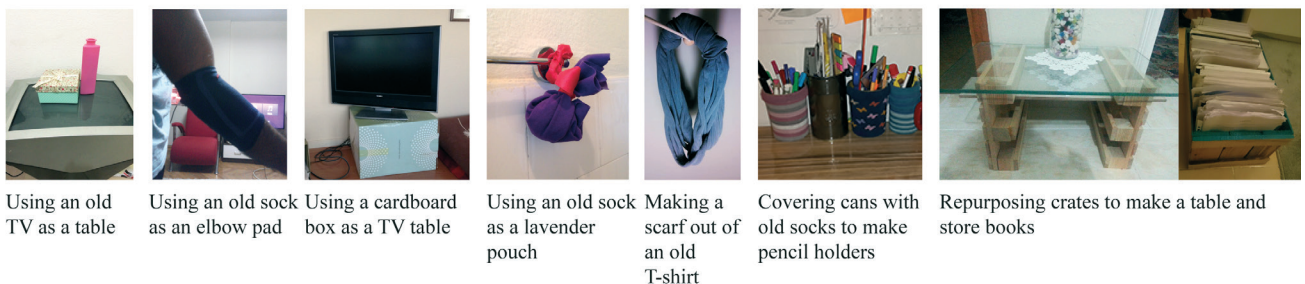 Using an old
TV as a table
Using an old sock
as an elbow pad
Using a cardboard
box as a TV table
Using an old sock
as a lavender
pouch
Making a
scarf out of
an old
T-shirt
Covering cans with
old socks to make
pencil holders
Repurposing crates to make a table and
store books